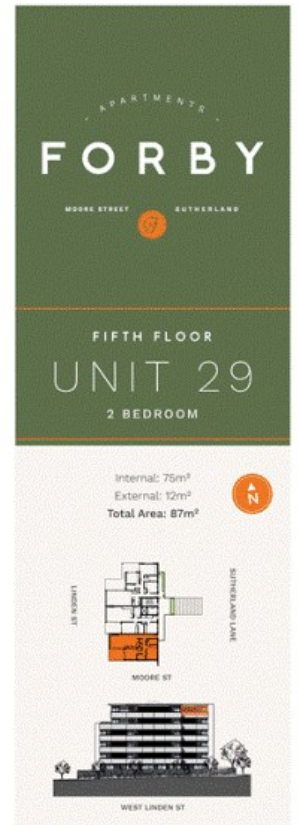 APARTMENTS
FORBY
MOORE STREET SUTHERLAND
F
FIFTH FLOOR
UNIT 29
2 BEDROOM
Internal: 75m²
External: 12m²
Total Area: 87m²
N
LINDEN ST
SUTHERLAND LANE
MOORE ST
WEST LINDEN ST